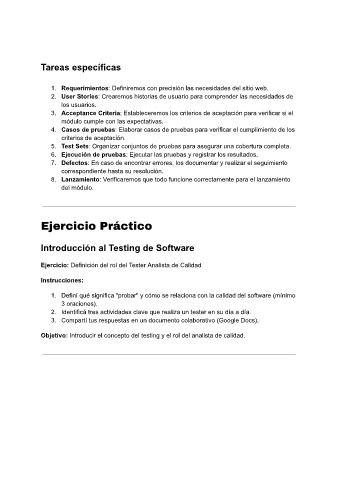 Tareas específicas
1. Requerimientos: Definiremos con precisión las necesidades del sitio web.
2. User Stories: Crearemos historias de usuario para comprender las necesidades de
los usuarios.
3. Acceptance Criteria: Estableceremos los criterios de aceptación para verificar si el
módulo cumple con las expectativas.
4. Casos de pruebas: Elaborar casos de pruebas para verificar el cumplimiento de los
criterios de aceptación.
5. Test Sets: Organizar conjuntos de pruebas para asegurar una cobertura completa.
6. Ejecución de pruebas: Ejecutar las pruebas y registrar los resultados.
7. Defectos: En caso de encontrar errores, los documentar y realizar el seguimiento
correspondiente hasta su resolución.
8. Lanzamiento: Verificaremos que todo funcione correctamente para el lanzamiento
del módulo.
Ejercicio Práctico
Introducción al Testing de Software
Ejercicio: Definición del rol del Tester Analista de Calidad
Instrucciones:
1. Definí qué significa "probar" y cómo se relaciona con la calidad del software (mínimo
3 oraciones).
2. Identificá tres actividades clave que realiza un tester en su día a día.
3. Compartí tus respuestas en un documento colaborativo (Google Docs).
Objetivo: Introducir el concepto del testing y el rol del analista de calidad.